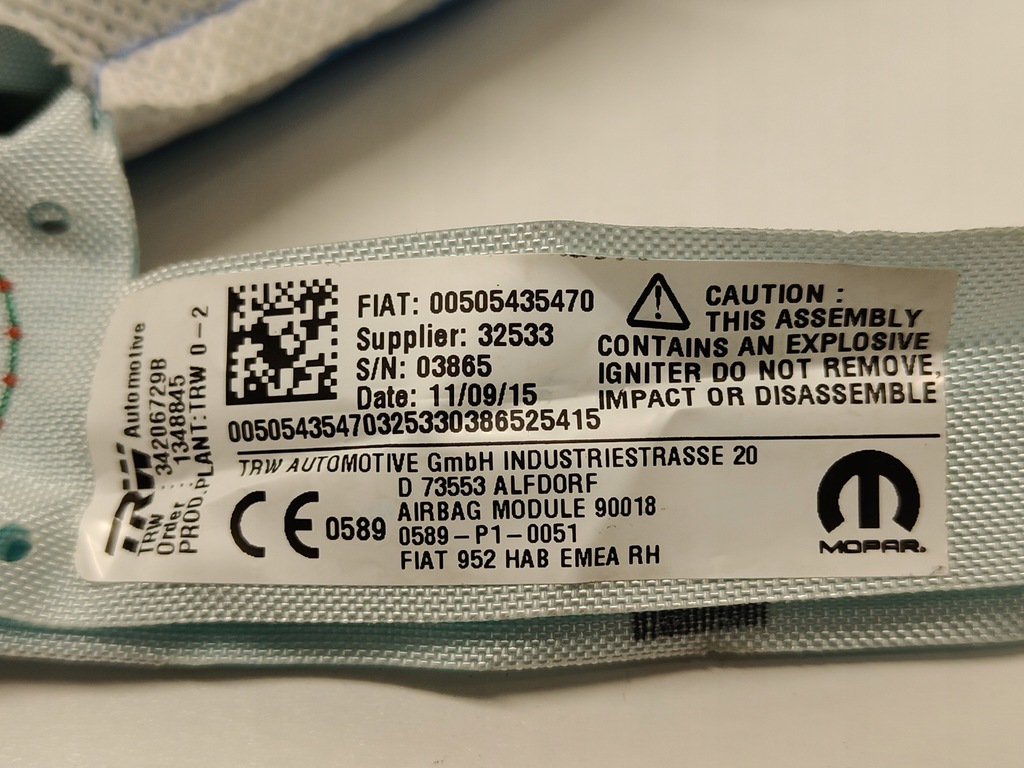 FIAT: 00505435470
Supplier: 32533
S/N: 03865
Date: 11/09/15
00505435470325330386525415
CAUTION :
THIS ASSEMBLY
CONTAINS AN EXPLOSIVE
IGNITER DO NOT REMOVE,
IMPACT OR DISASSEMBLE
TRW AUTOMOTIVE GmbH INDUSTRIESTRASSE 20
D 73553 ALFDORF
AIRBAG MODULE 90018
0589-P1-0051
FIAT 952 HAB EMEA RH
CE 0589
MOPAR.
TRW Automotive
TRW : 34206729B
Order : 1348845
PROD.PLANT:TRW 0-2